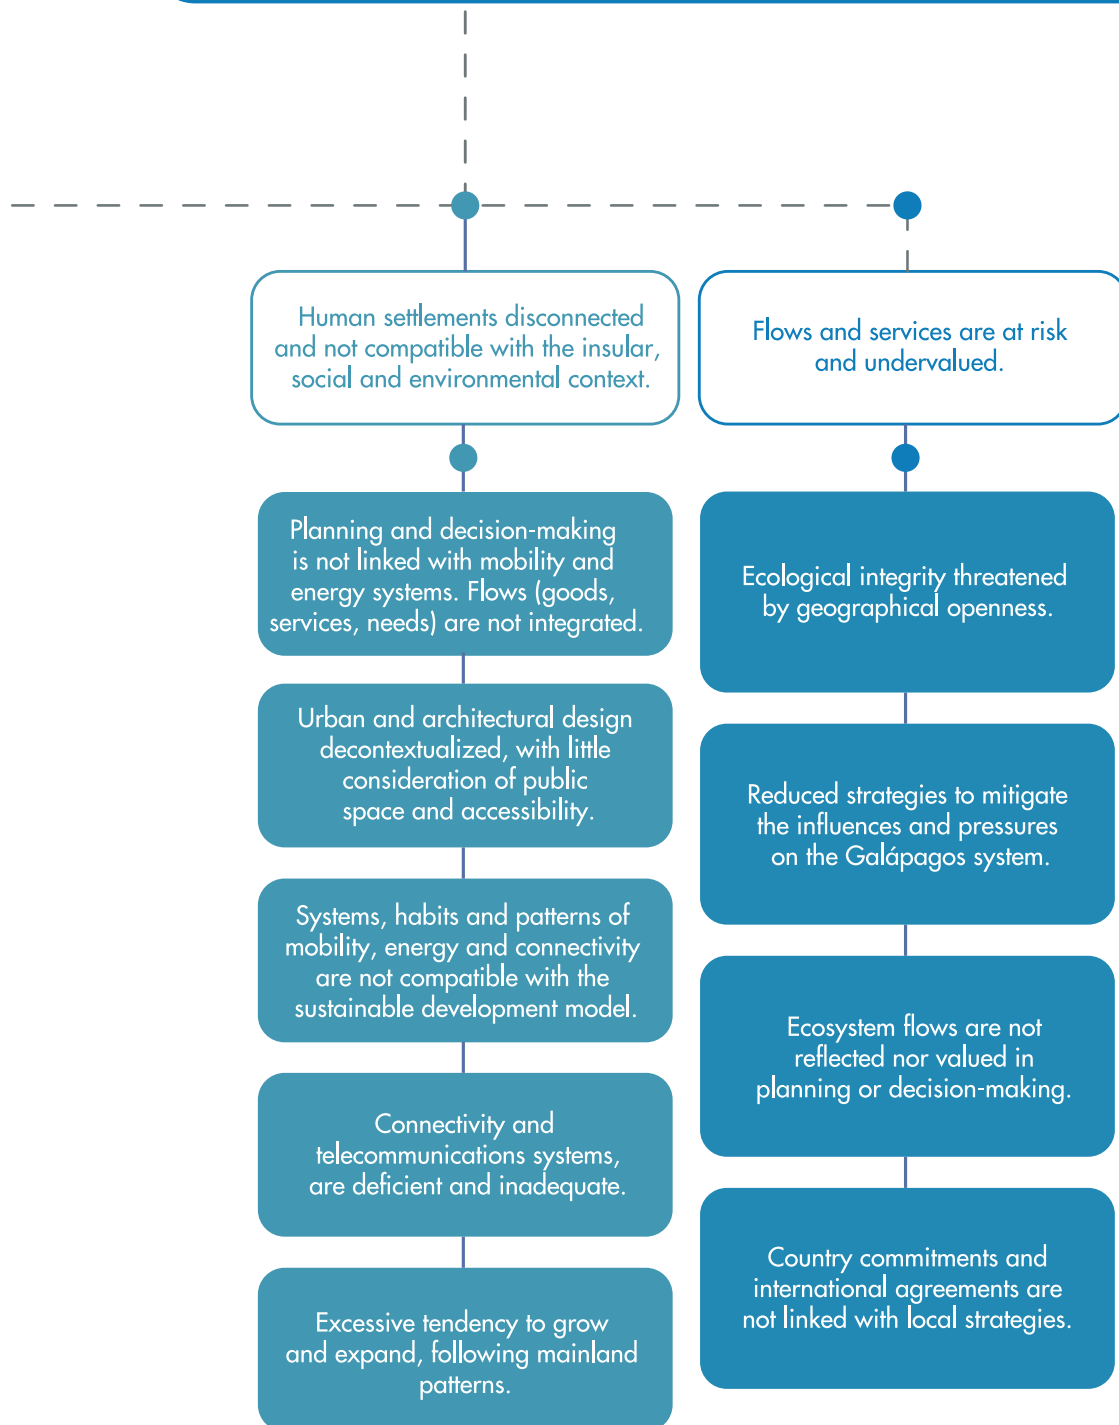 Human settlements disconnected
and not compatible with the insular,
social and environmental context.
Planning and decision-making
is not linked with mobility and
energy systems. Flows (goods,
services, needs) are not integrated.
Urban and architectural design
decontextualized, with little
consideration of public
space and accessibility.
Systems, habits and patterns of
mobility, energy and connectivity
are not compatible with the
sustainable development model.
Connectivity and
telecommunications systems,
are deficient and inadequate.
Excessive tendency to grow
and expand, following mainland
patterns.
Flows and services are at risk
and undervalued.
Ecological integrity threatened
by geographical openness.
Reduced strategies to mitigate
the influences and pressures
on the Galápagos system.
Ecosystem flows are not
reflected nor valued in
planning or decision-making.
Country commitments and
international agreements are
not linked with local strategies.